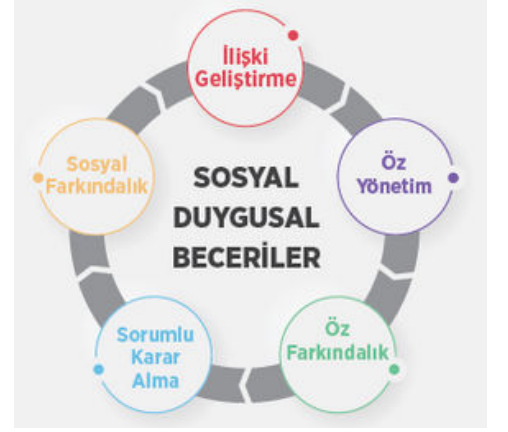 İlişki
Geliştirme
Öz
Yönetim
Öz
Farkındalık
Sorumlu
Karar
Alma
Sosyal
Farkındalık
SOSYAL
DUYGUSAL
BECERİLER